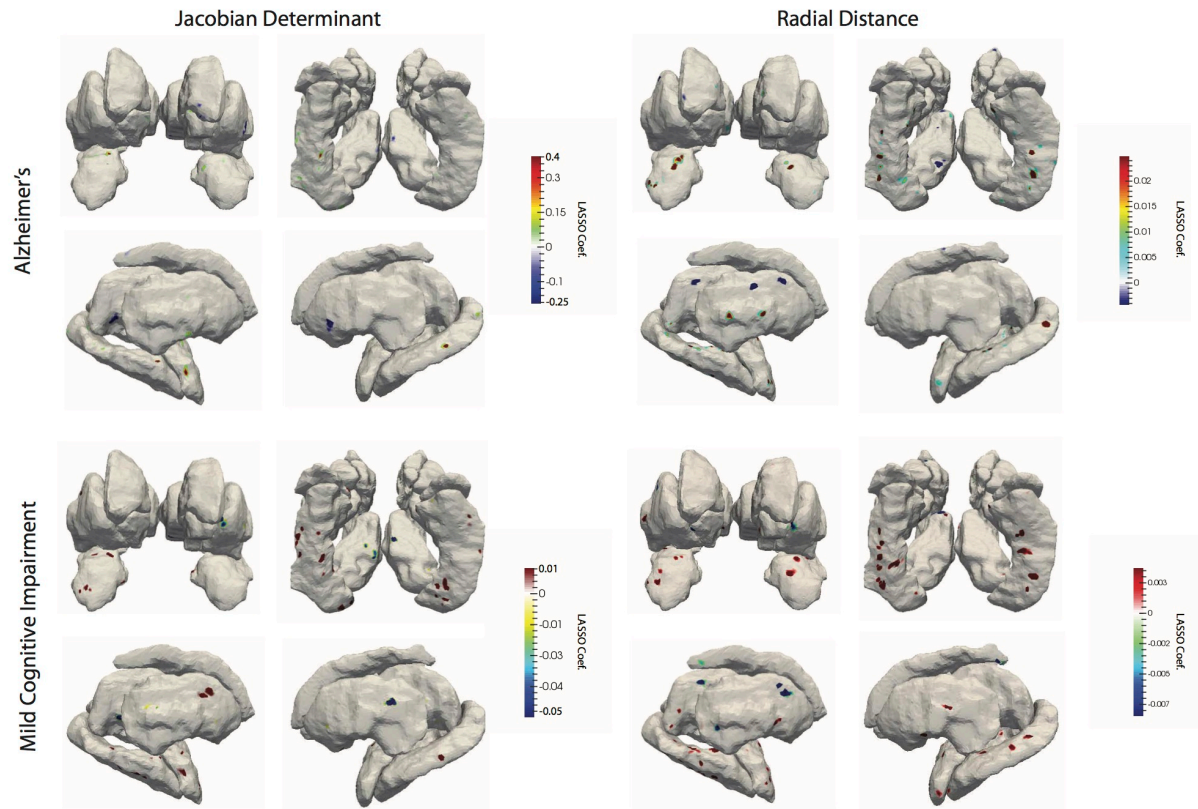 Jacobian Determinant
Radial Distance
Alzheimer's
0.4
0.3
0.15
0
-0.1
-0.25
LASSO Coef.
0.02
0.015
0.01
0.005
0
LASSO Coef.
Mild Cognitive Impairment
0.01
0
-0.01
-0.03
-0.04
-0.05
LASSO Coef.
0.003
0
-0.002
-0.005
-0.007
LASSO Coef.